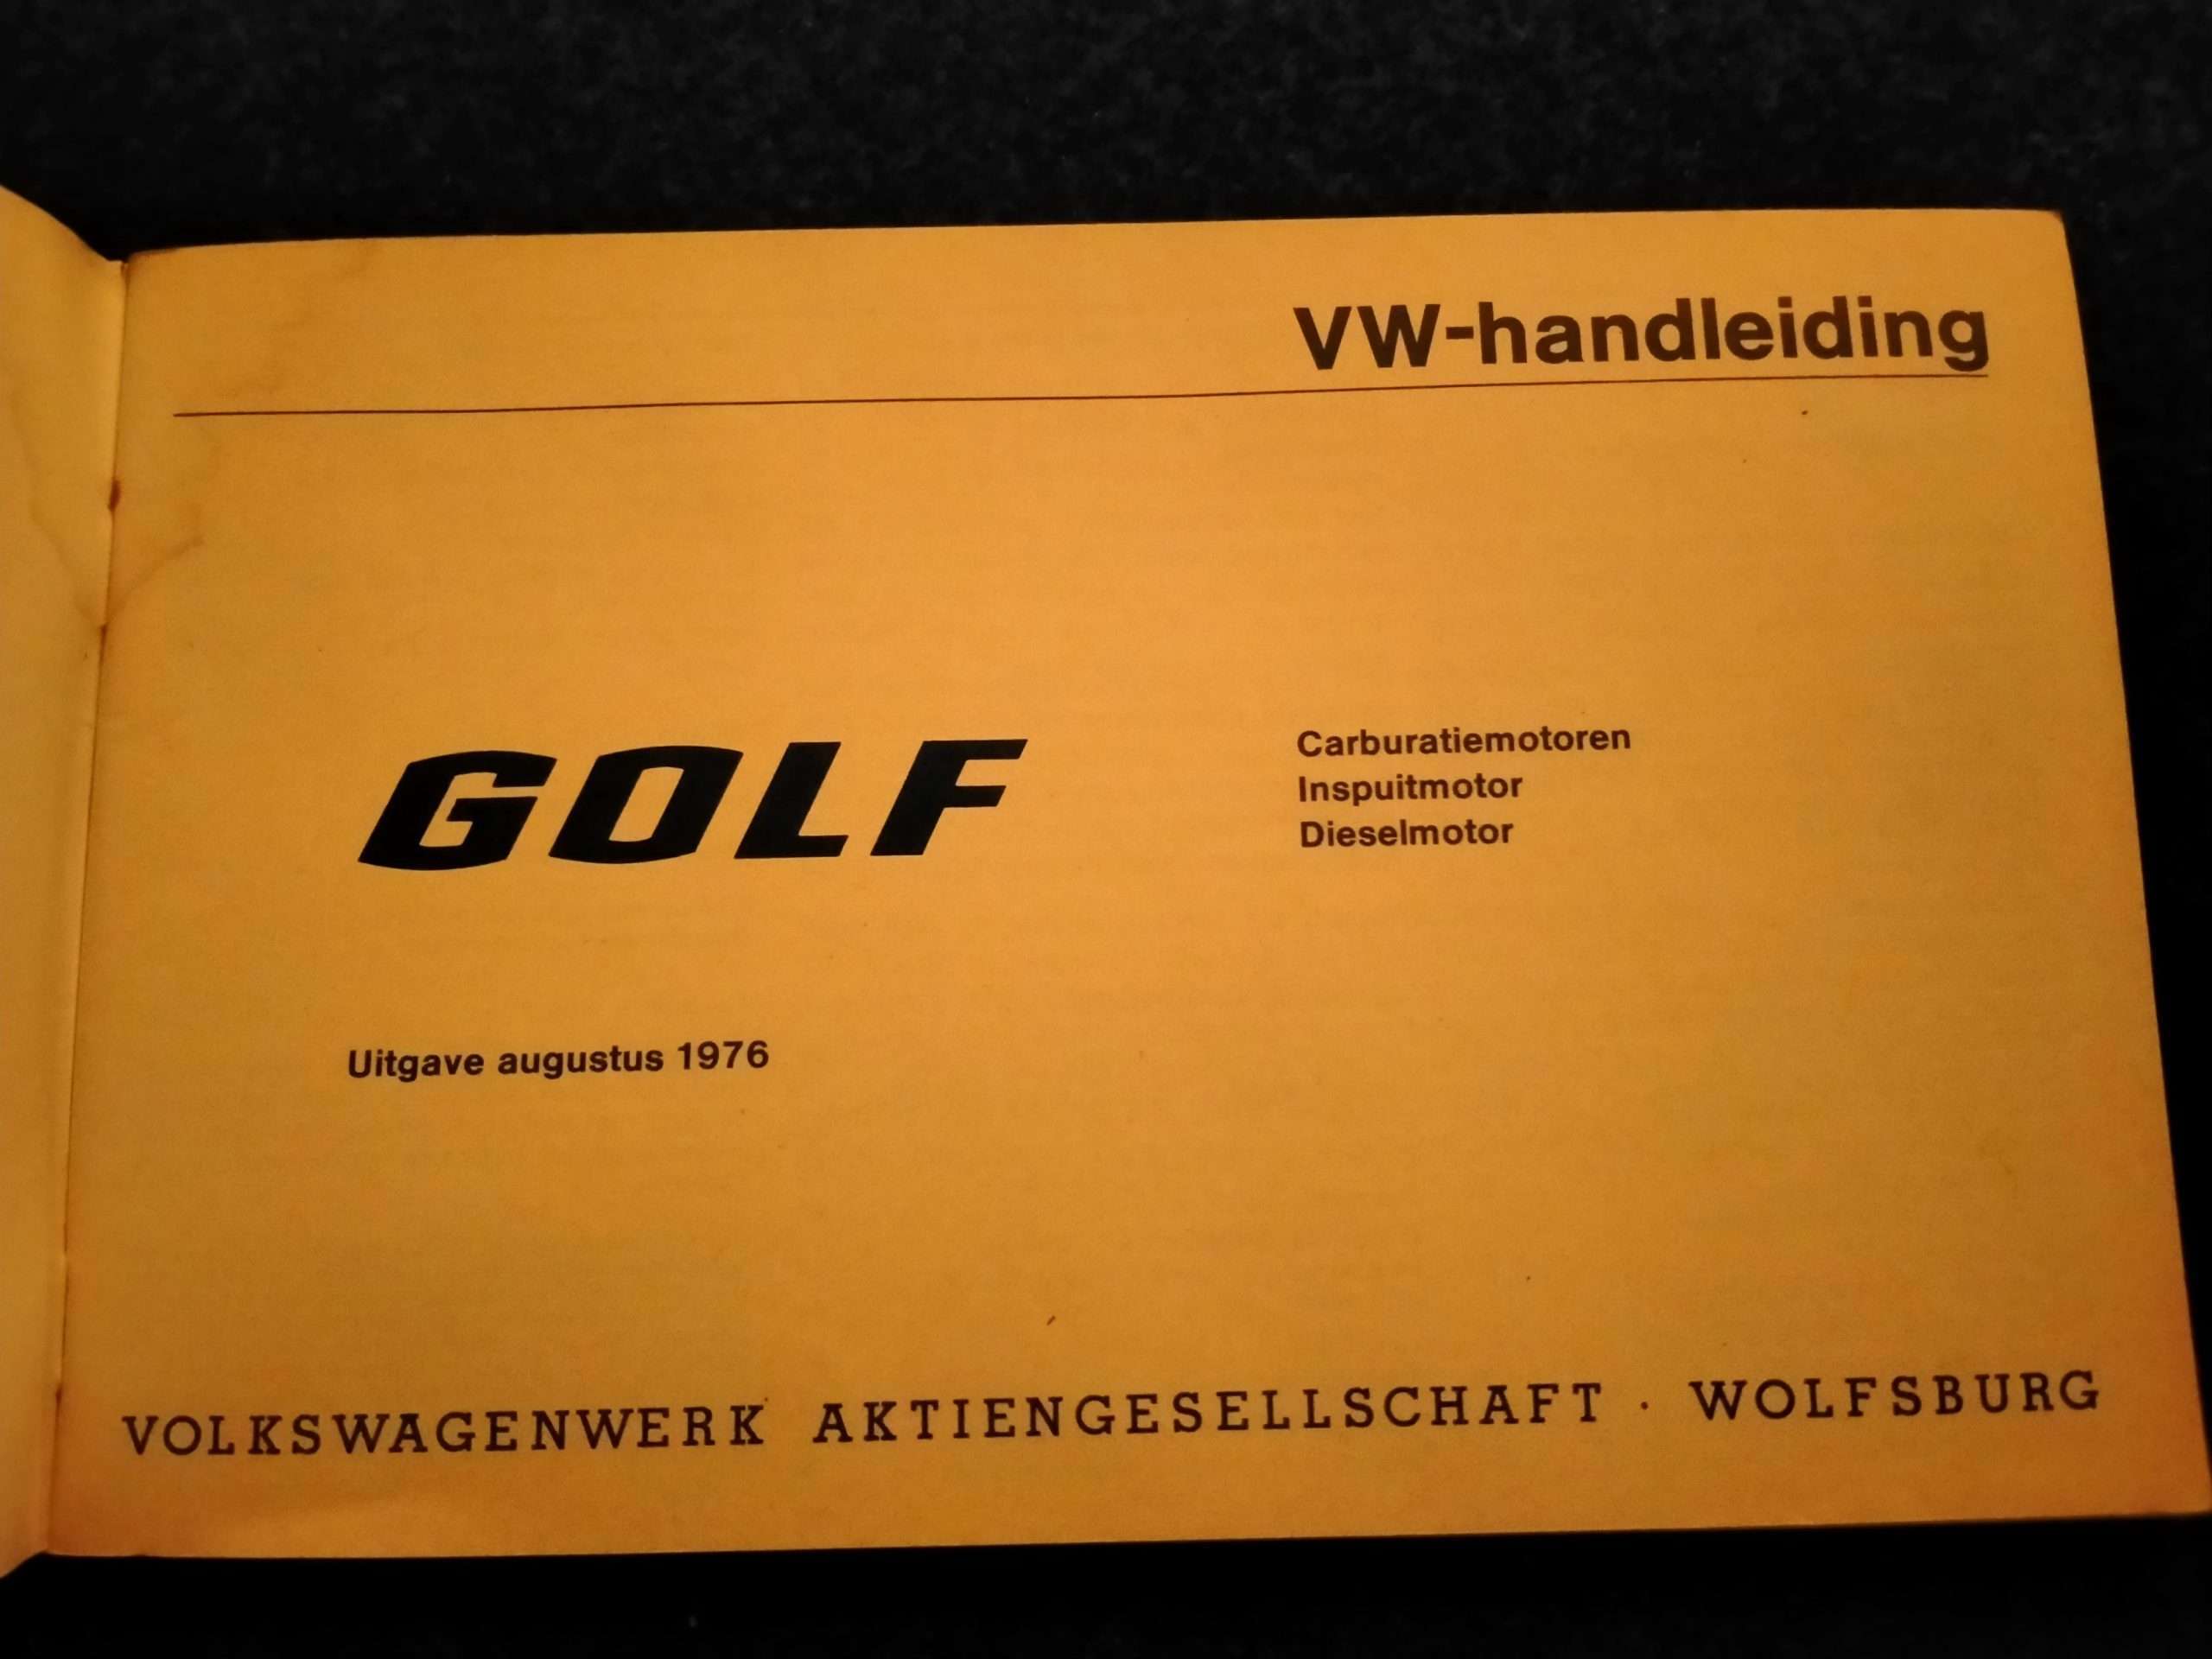 VW-handleiding
GOLF
Carburatiemotoren
Inspuitmotor
Dieselmotor
Uitgave augustus 1976
VOLKSWAGENWERK AKTIENGESELLSCHAFT · WOLFSBURG